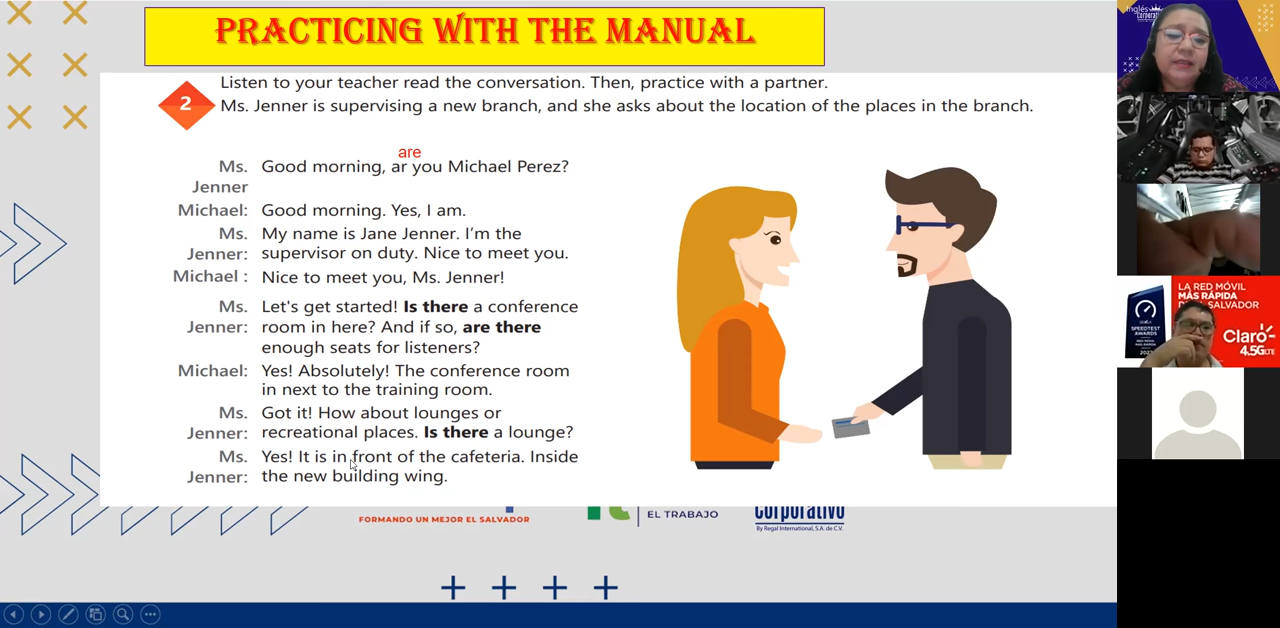 PRACTICING WITH THE MANUAL
Listen to your teacher read the conversation. Then, practice with a partner.
2
Ms. Jenner is supervising a new branch, and she asks about the location of the places in the branch.
are
Ms. Good morning, ar you Michael Perez?
Jenner
Michael: Good morning. Yes, I am.
Ms. My name is Jane Jenner. I'm the
Jenner: supervisor on duty. Nice to meet you.
Michael : Nice to meet you, Ms. Jenner!
Ms. Let's get started! Is there a conference
Jenner: room in here? And if so, are there
enough seats for listeners?
Michael: Yes! Absolutely! The conference room
in next to the training room.
Ms. Got it! How about lounges or
Jenner: recreational places. Is there a lounge?
Ms. Yes! It is in front of the cafeteria. Inside
Jenner: the new building wing.
FORMANDO UN MEJOR EL SALVADOR
EL TRABAJO
corporativo
By Regal International, S.A. de C.V.
Inglés
Corporativo
LA RED MÓVIL
MÁS RÁPIDA
SALVADOR
SPEEDTEST
AWARDS
Claro
4.5G LTE